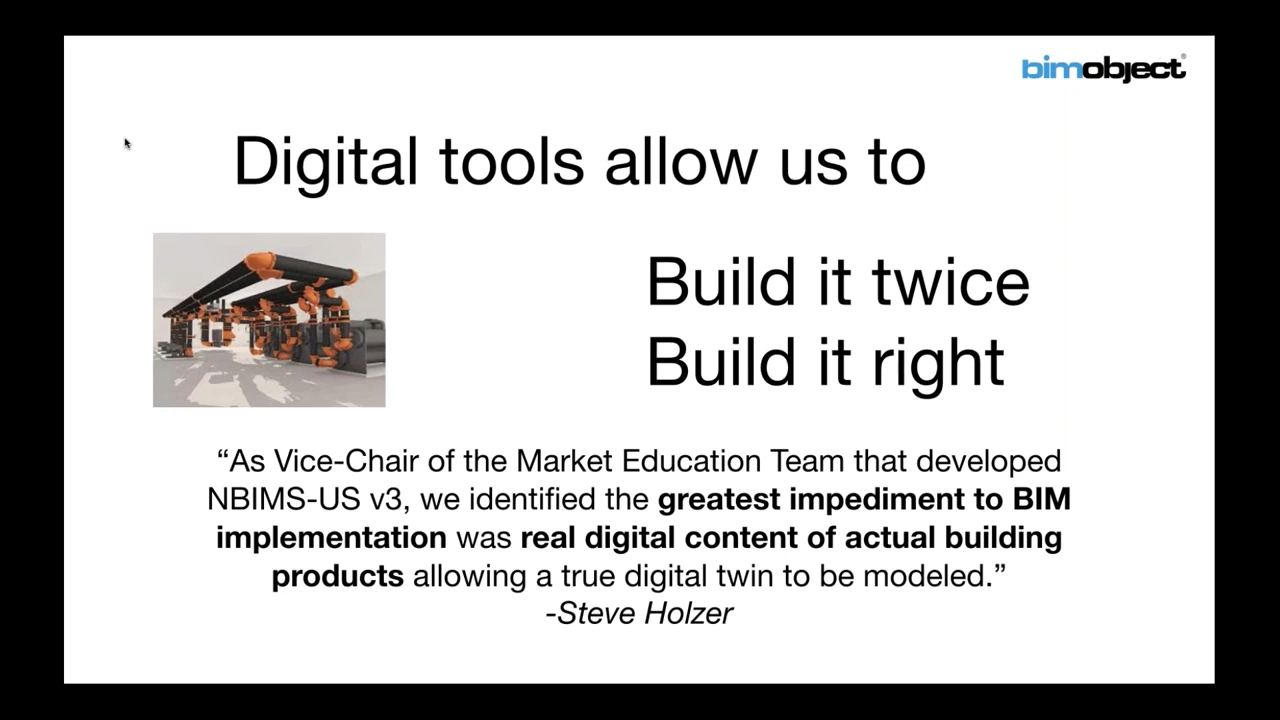 bimobject®
Digital tools allow us to
Build it twice
Build it right
“As Vice-Chair of the Market Education Team that developed
NBIMS-US v3, we identified the greatest impediment to BIM
implementation was real digital content of actual building
products allowing a true digital twin to be modeled.”
-Steve Holzer